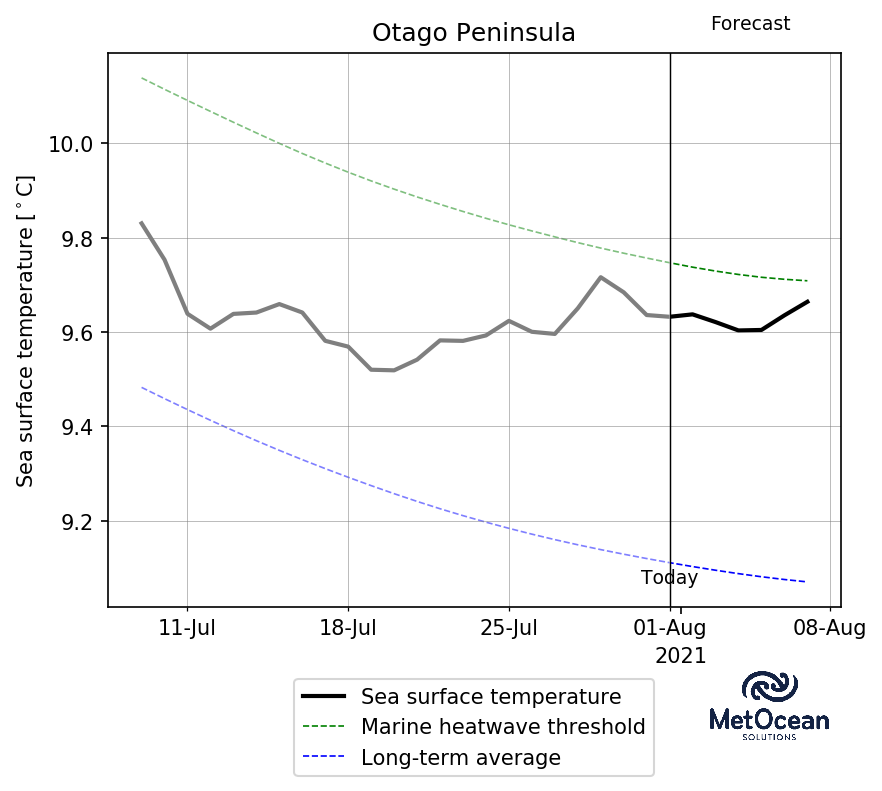 Forecast
Otago Peninsula
Sea surface temperature [°C]
10.0
9.8
9.6
9.4
9.2
Today
11-Jul 18-Jul 25-Jul 01-Aug 08-Aug
2021
Sea surface temperature
Marine heatwave threshold
Long-term average
MetOcean
SOLUTIONS